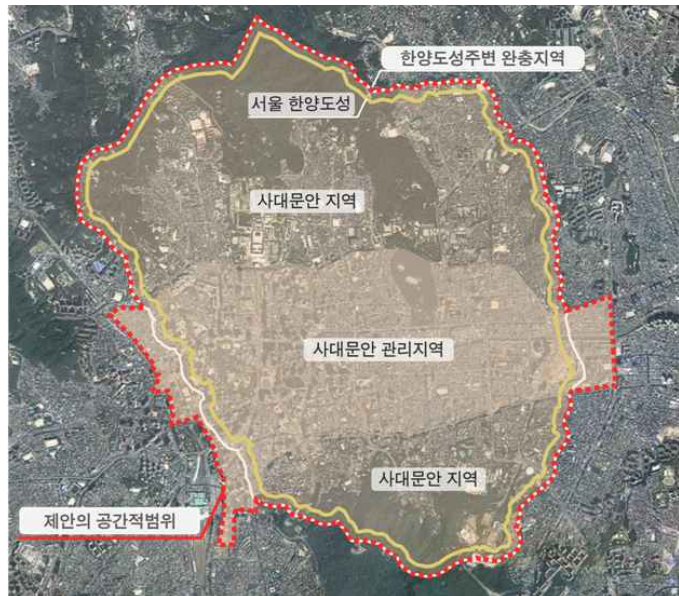 한양도성주변 완충지역
서울 한양도성
사대문안 지역
사대문안 관리지역
사대문안 지역
제안의 공간적범위